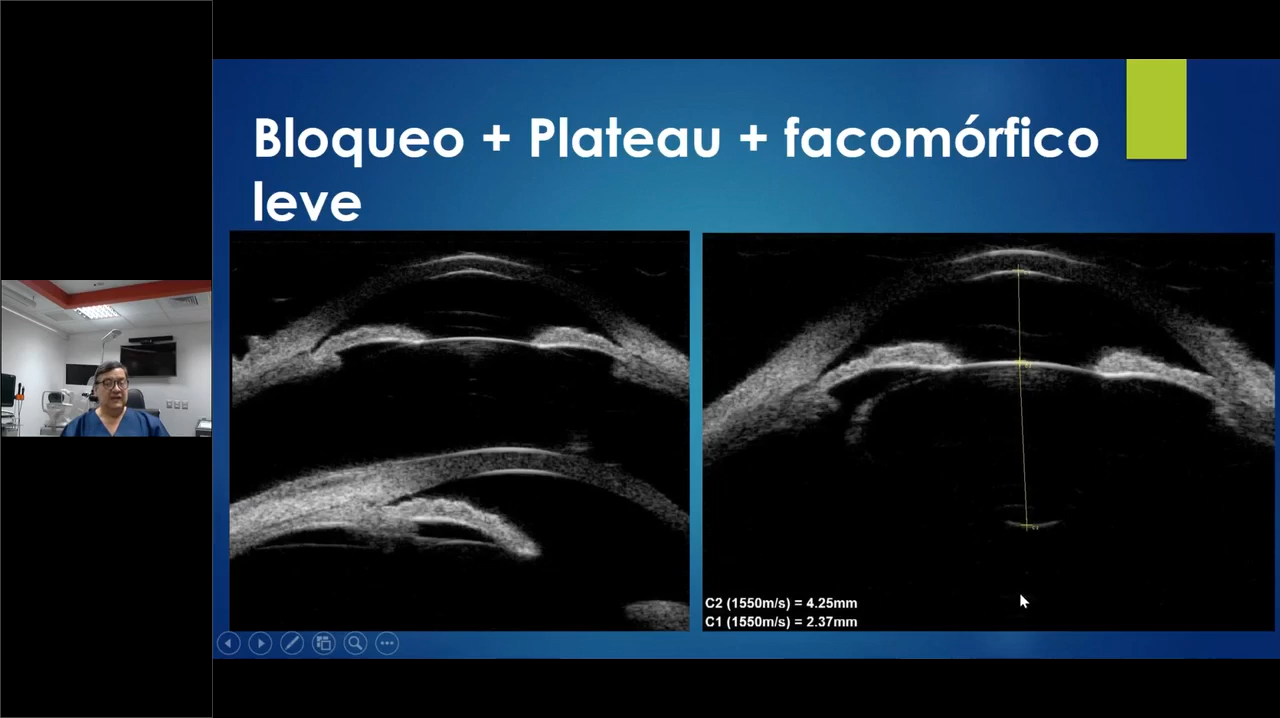 Bloqueo + Plateau + facomórfico
leve
C2 (1550m/s) = 4.25mm
C1 (1550m/s) = 2.37mm